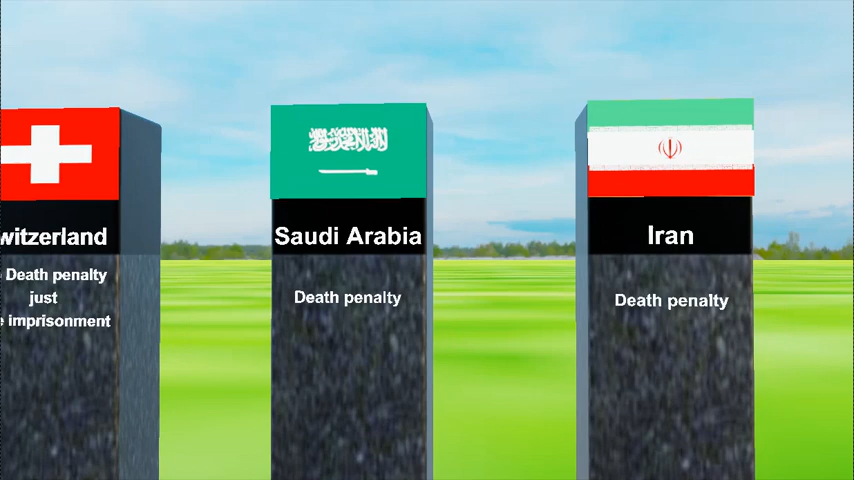 witzerland
Death penalty
just
imprisonment
Saudi Arabia
Death penalty
Iran
Death penalty